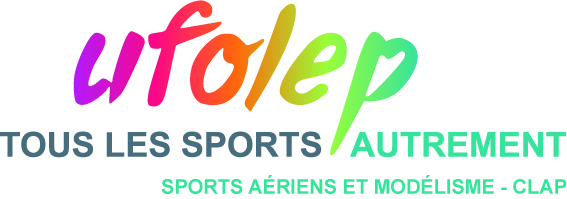 ufolep
TOUS LES SPORTS AUTREMENT
SPORTS AÉRIENS ET MODÉLISME - CLAP